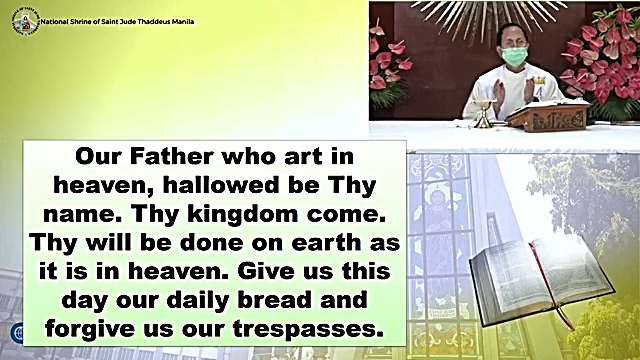 National Shrine of Saint Jude Thaddeus Manila
Our Father who art in
heaven, hallowed be Thy
name. Thy kingdom come.
Thy will be done on earth as
it is in heaven. Give us this
day our daily bread and
forgive us our trespasses.